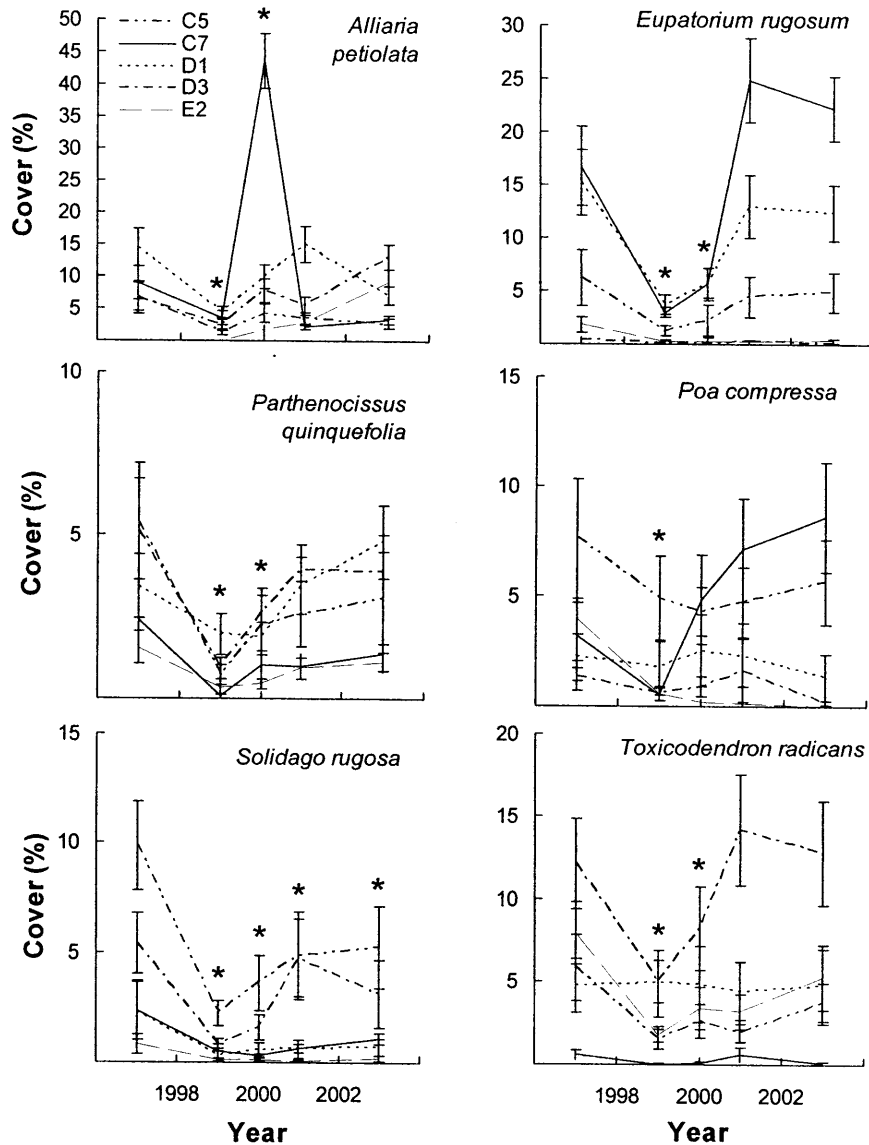 C5
C7
D1
D3
E2
Alliaria
petiolata
*
*
50
45
40
35
30
25
20
15
10
5
Cover (%)
Eupatorium rugosum
*
*
30
25
20
15
10
5
Parthenocissus
quinquefolia
*
*
10
5
Cover (%)
Poa compressa
*
15
10
5
Solidago rugosa
*
*
*
*
15
10
5
Cover (%)
1998
2000
2002
Year
Toxicodendron radicans
*
*
20
15
10
5
1998
2000
2002
Year